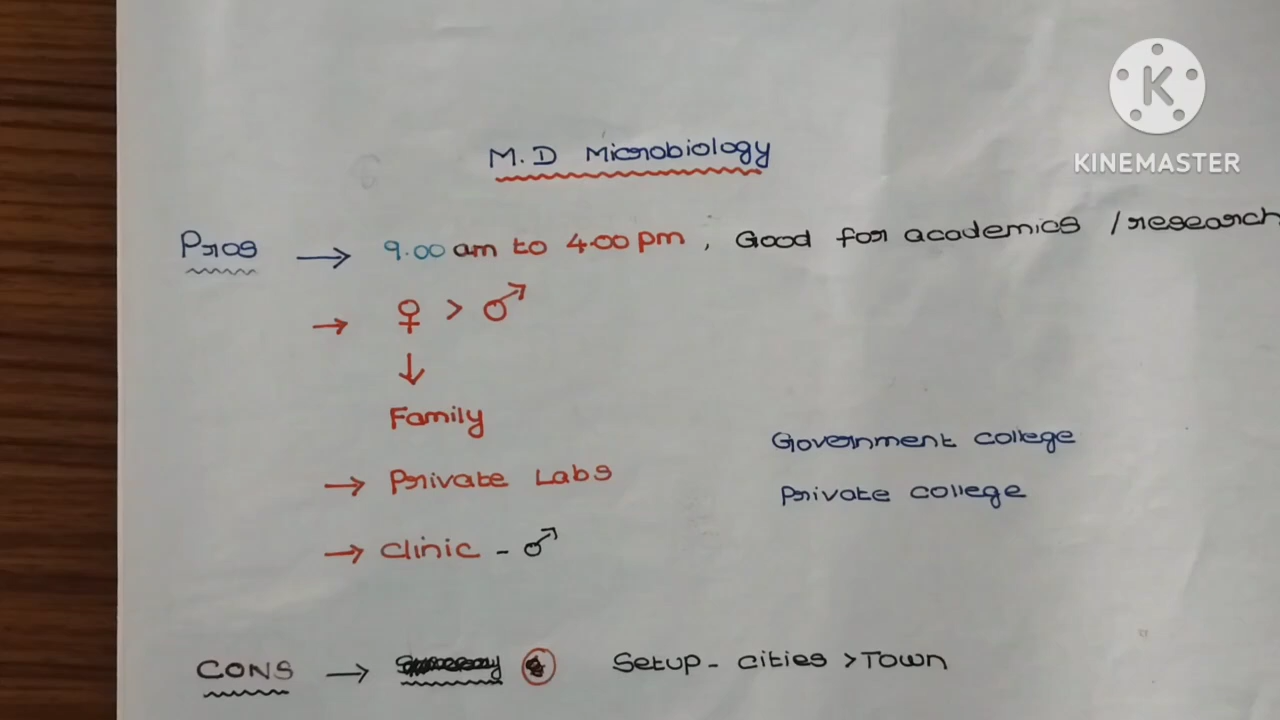 K
KINEMASTER
M.D Microbiology
Pros → 9.00 am to 4.00 pm, Good for academics / research
→ ♀ > ♂
↓
Family
Government college
→ Private Labs
Private college
→ clinic - ♂
CONS → Setup - cities > Town